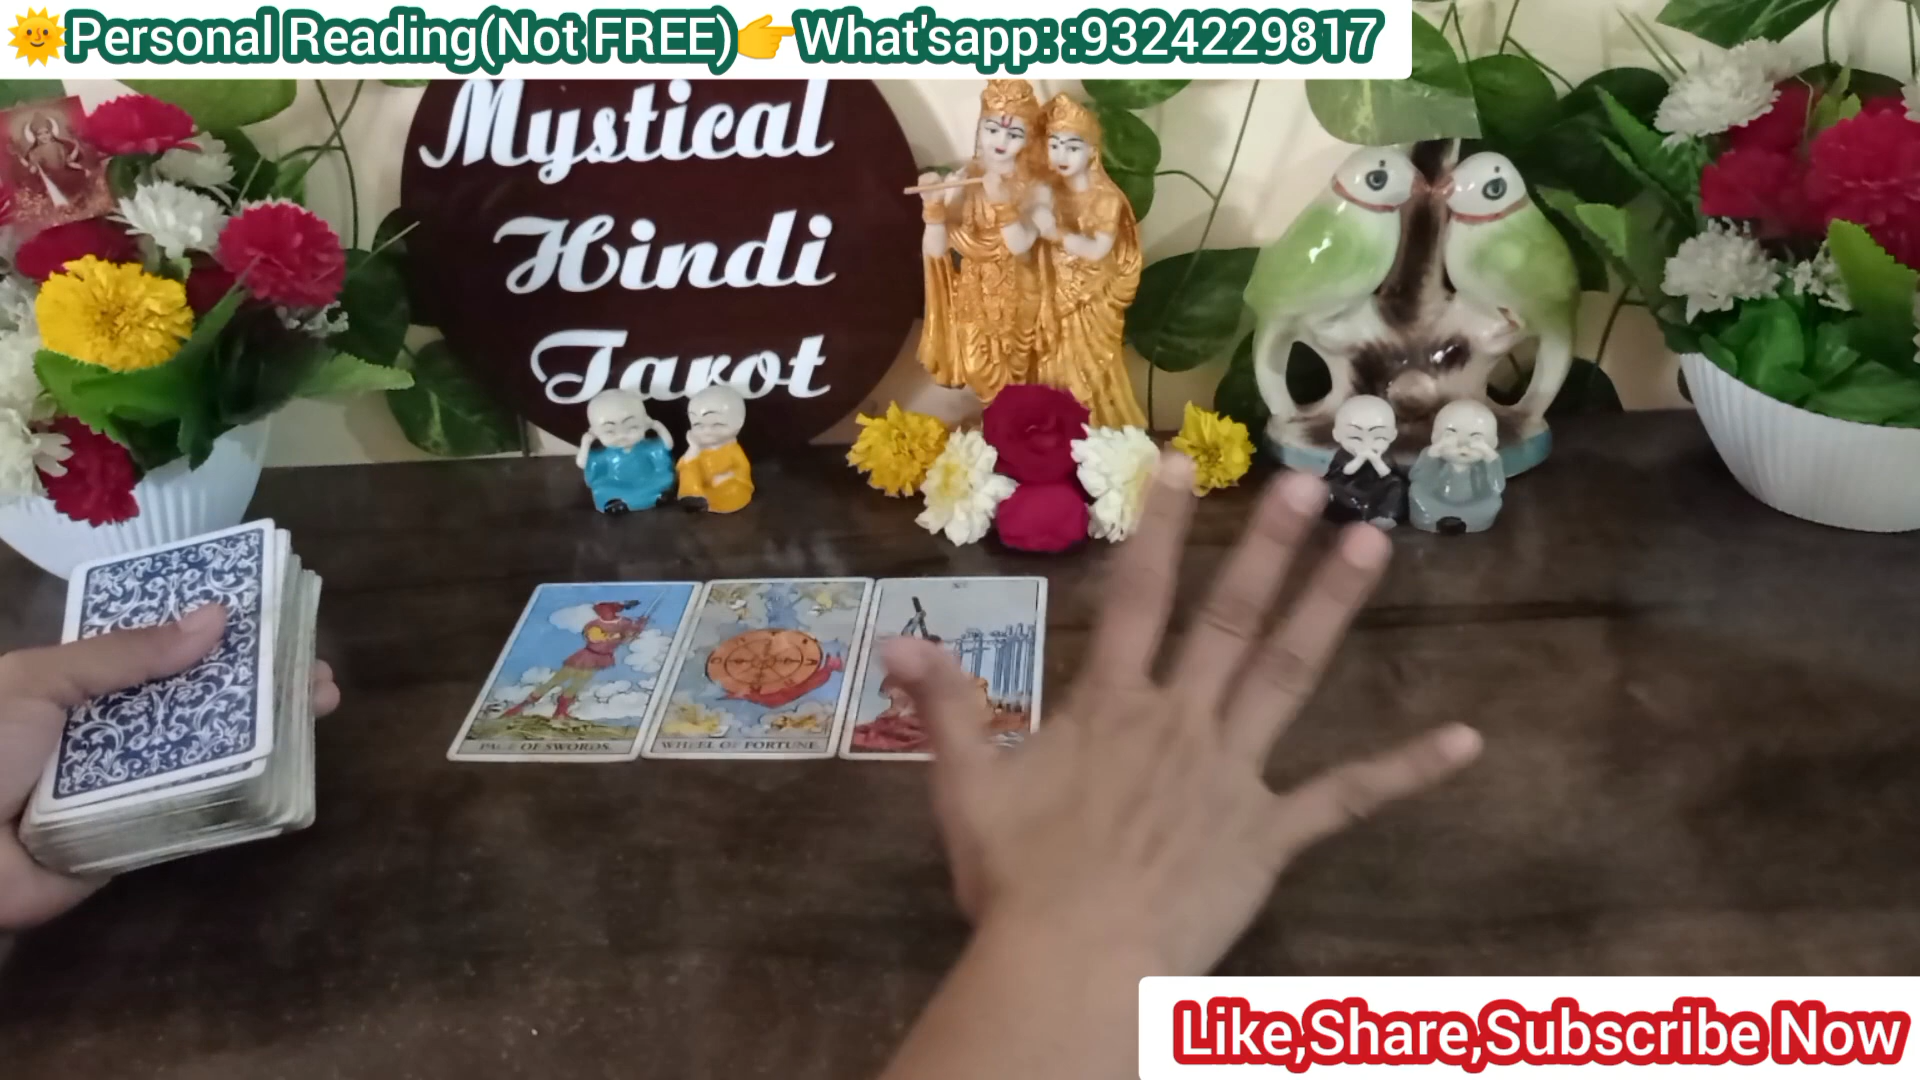 Personal Reading(Not FREE)👉What'sapp: :9324229817
Mystical
Hindi
Tarot
PAGE OF SWORDS.
WHEEL OF FORTUNE.
Like,Share,Subscribe Now